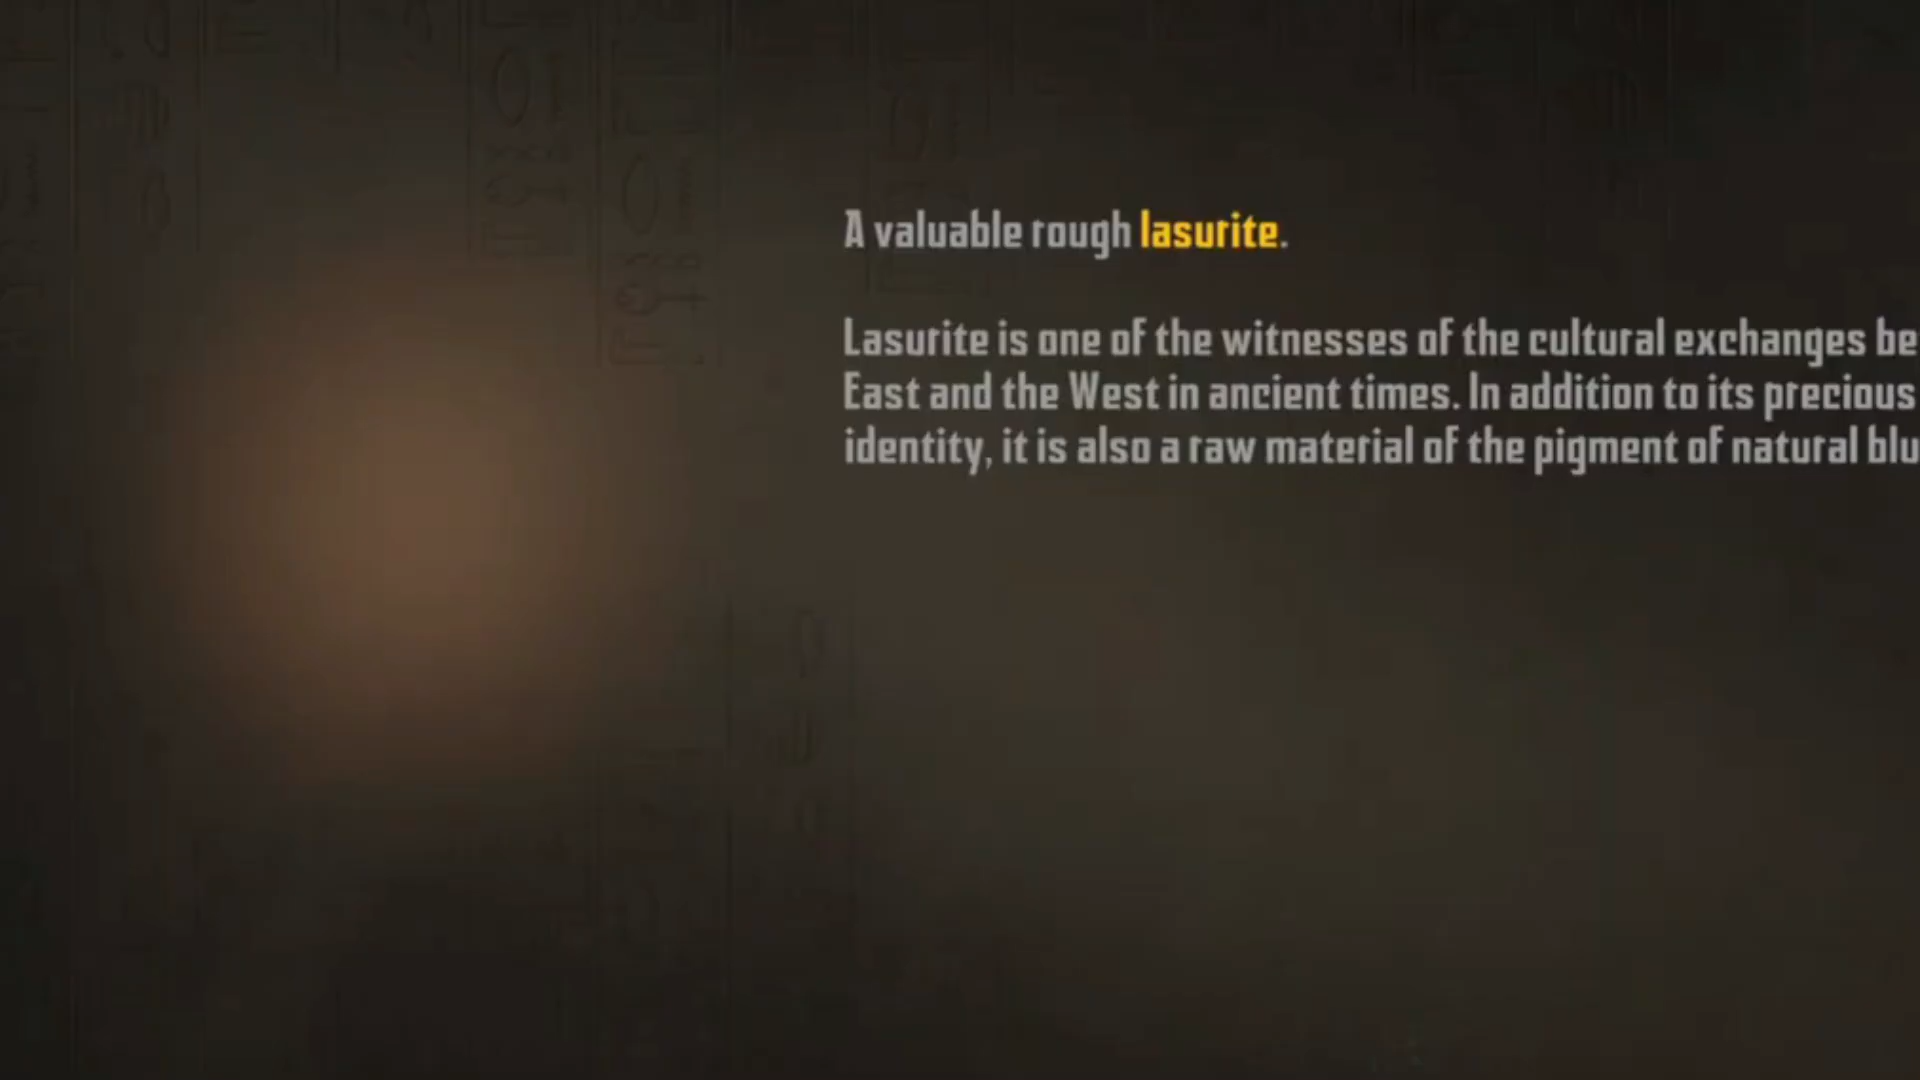 A valuable rough lasurite.
Lasurite is one of the witnesses of the cultural exchanges be
East and the West in ancient times. In addition to its precious
identity, it is also a raw material of the pigment of natural blu